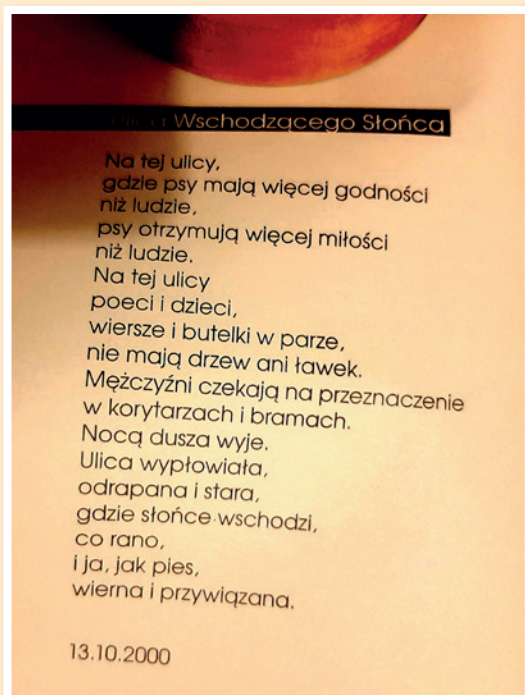 Ulica Wschodzącego Słońca
Na tej ulicy,
gdzie psy mają więcej godności
niż ludzie,
psy otrzymują więcej miłości
niż ludzie.
Na tej ulicy
poeci i dzieci,
wiersze i butelki w parze,
nie mają drzew ani ławek.
Mężczyźni czekają na przeznaczenie
w korytarzach i bramach.
Nocą dusza wyje.
Ulica wypłowiała,
odrapana i stara,
gdzie słońce wschodzi,
co rano,
i ja, jak pies,
wierna i przywiązana.
13.10.2000